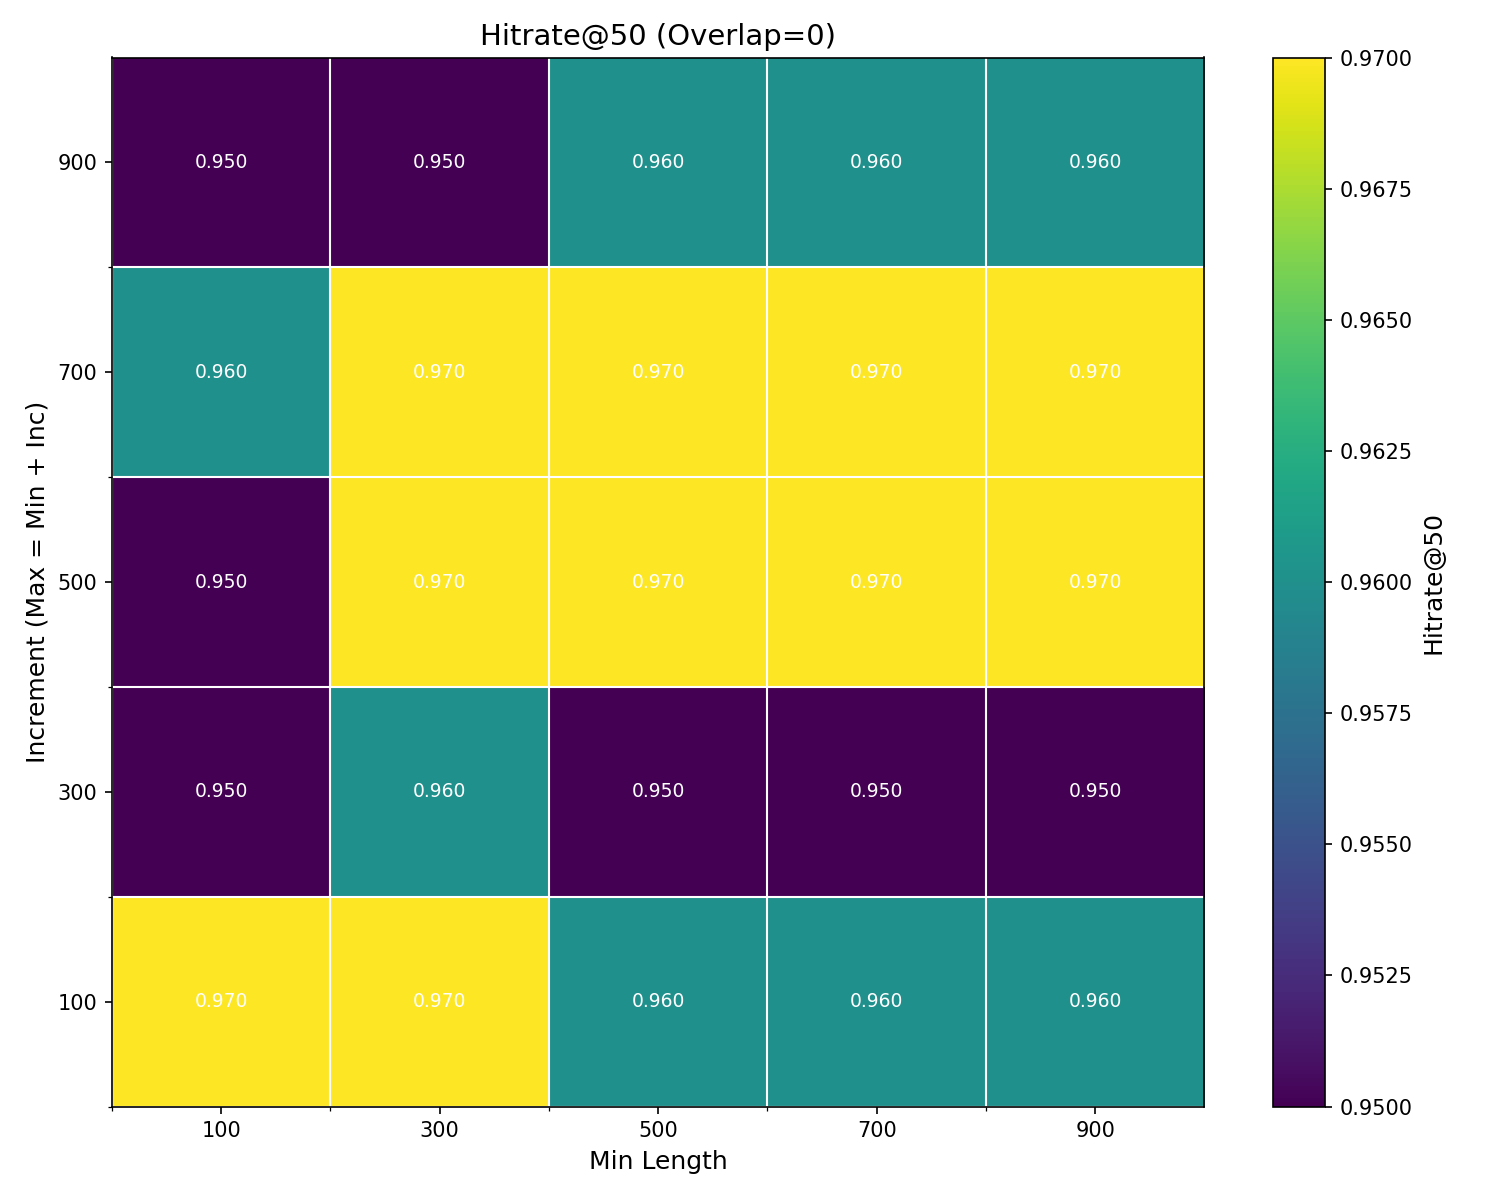 Hitrate@50 (Overlap=0)
Increment (Max = Min + Inc)
900 0.950 0.950 0.960 0.960 0.960
700 0.960 0.970 0.970 0.970 0.970
500 0.950 0.970 0.970 0.970 0.970
300 0.950 0.960 0.950 0.950 0.950
100 0.970 0.970 0.960 0.960 0.960
100 300 500 700 900
Min Length
0.9700
0.9675
0.9650
0.9625
0.9600
0.9575
0.9550
0.9525
0.9500
Hitrate@50